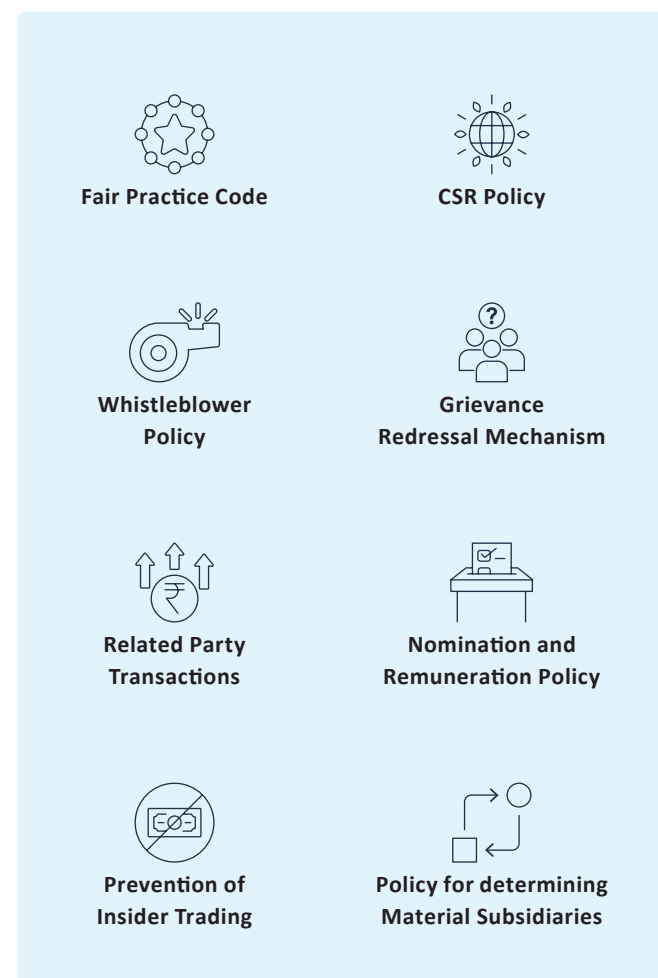 Fair Practice Code
CSR Policy
Whistleblower
Policy
?
Grievance
Redressal Mechanism
₹
Related Party
Transactions
Nomination and
Remuneration Policy
Prevention of
Insider Trading
Policy for determining
Material Subsidiaries